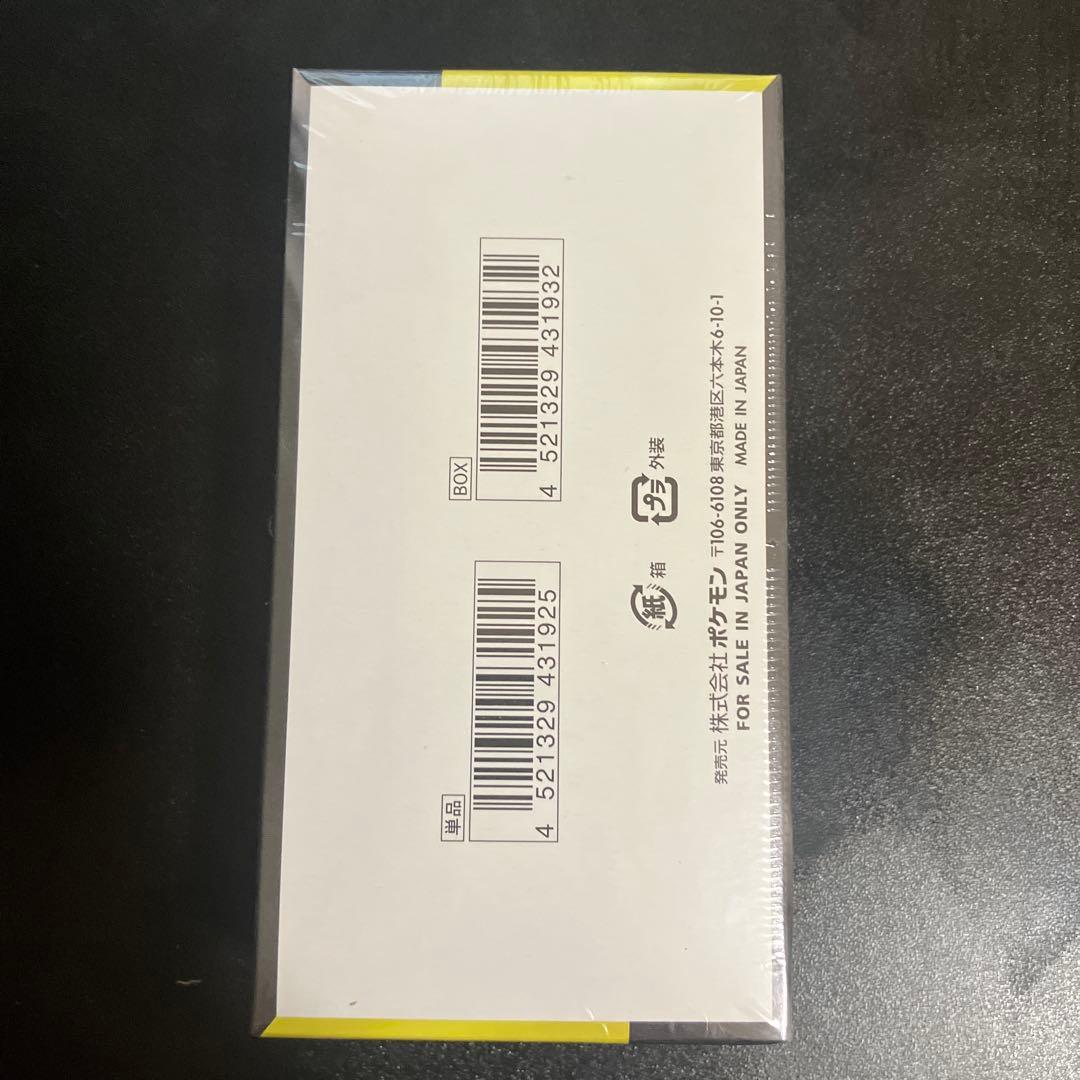 単品
4 521329 431925
BOX
4 521329 431932
紙 箱
プラ 外装
発売元 株式会社 ポケモン 〒106-6108 東京都港区六本木6-10-1
FOR SALE IN JAPAN ONLY MADE IN JAPAN